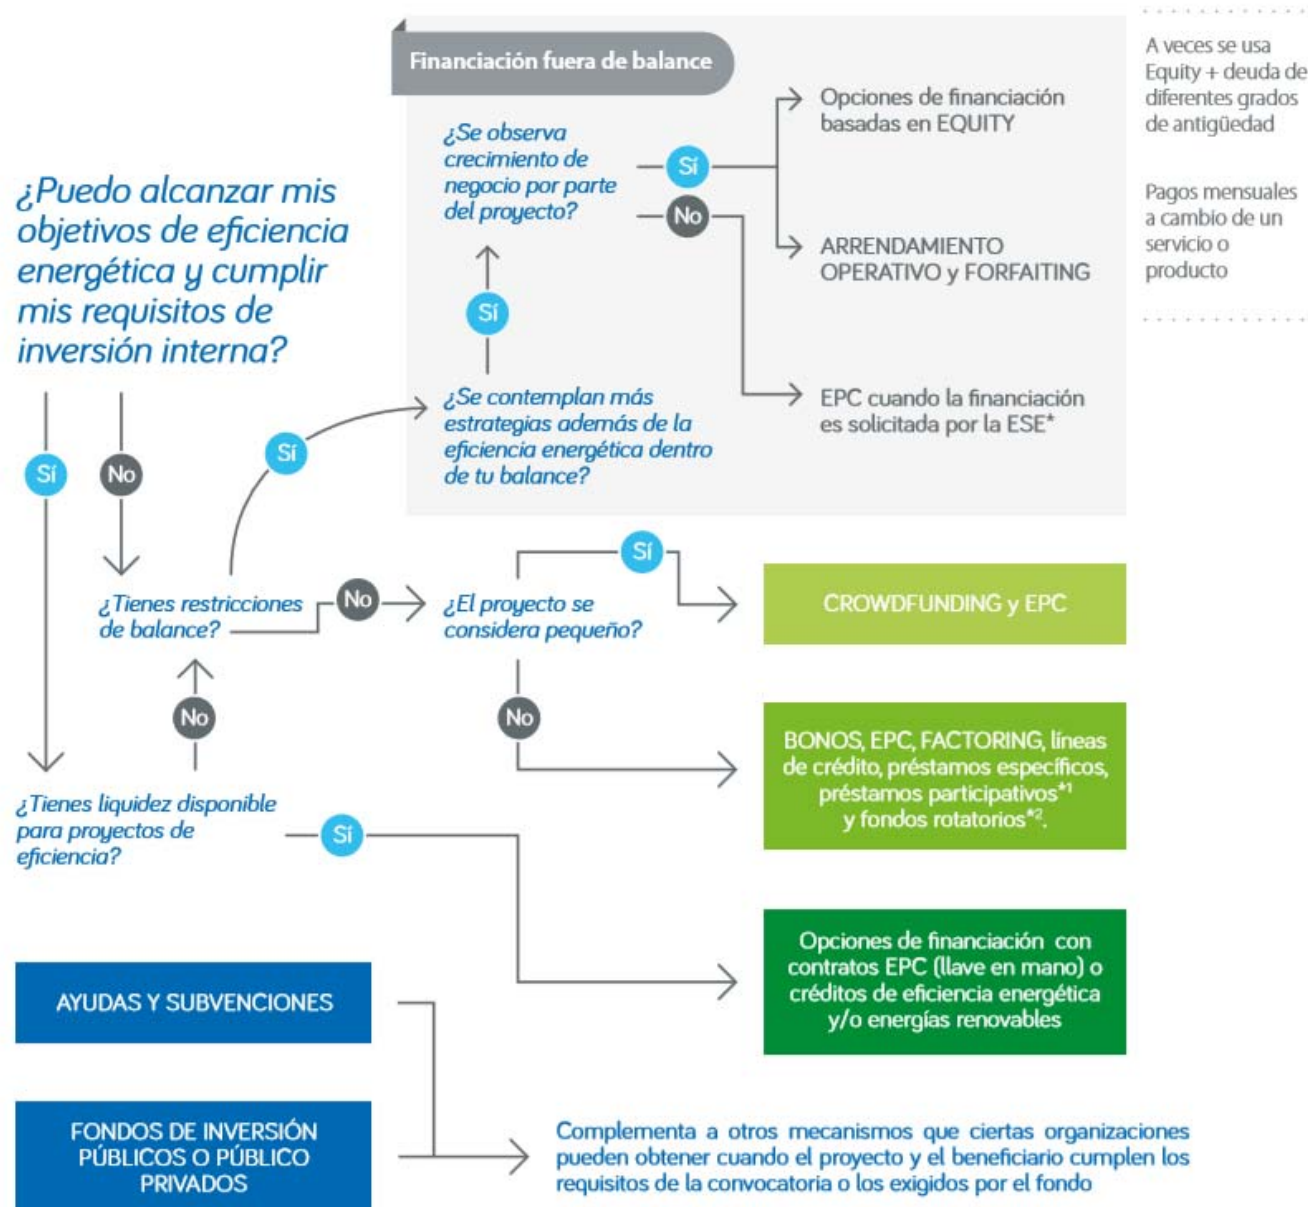 Financiación fuera de balance
A veces se usa
Equity + deuda de
diferentes grados
de antigüedad
Pagos mensuales
a cambio de un
servicio o
producto
¿Puedo alcanzar mis
objetivos de eficiencia
energética y cumplir
mis requisitos de
inversión interna?
¿Se observa
crecimiento de
negocio por parte
del proyecto?
Sí
No
Opciones de financiación
basadas en EQUITY
ARRENDAMIENTO
OPERATIVO y FORFAITING
Sí
¿Se contemplan más
estrategias además de la
eficiencia energética dentro
de tu balance?
EPC cuando la financiación
es solicitada por la ESE*
Sí
No
Sí
¿Tienes restricciones
de balance?
No
¿El proyecto se
considera pequeño?
Sí
CROWDFUNDING y EPC
No
No
BONOS, EPC, FACTORING, líneas
de crédito, préstamos específicos,
préstamos participativos*1
y fondos rotatorios*2.
¿Tienes liquidez disponible
para proyectos de
eficiencia?
Sí
Opciones de financiación con
contratos EPC (llave en mano) o
créditos de eficiencia energética
y/o energías renovables
AYUDAS Y SUBVENCIONES
FONDOS DE INVERSIÓN
PÚBLICOS O PÚBLICO
PRIVADOS
Complementa a otros mecanismos que ciertas organizaciones
pueden obtener cuando el proyecto y el beneficiario cumplen los
requisitos de la convocatoria o los exigidos por el fondo